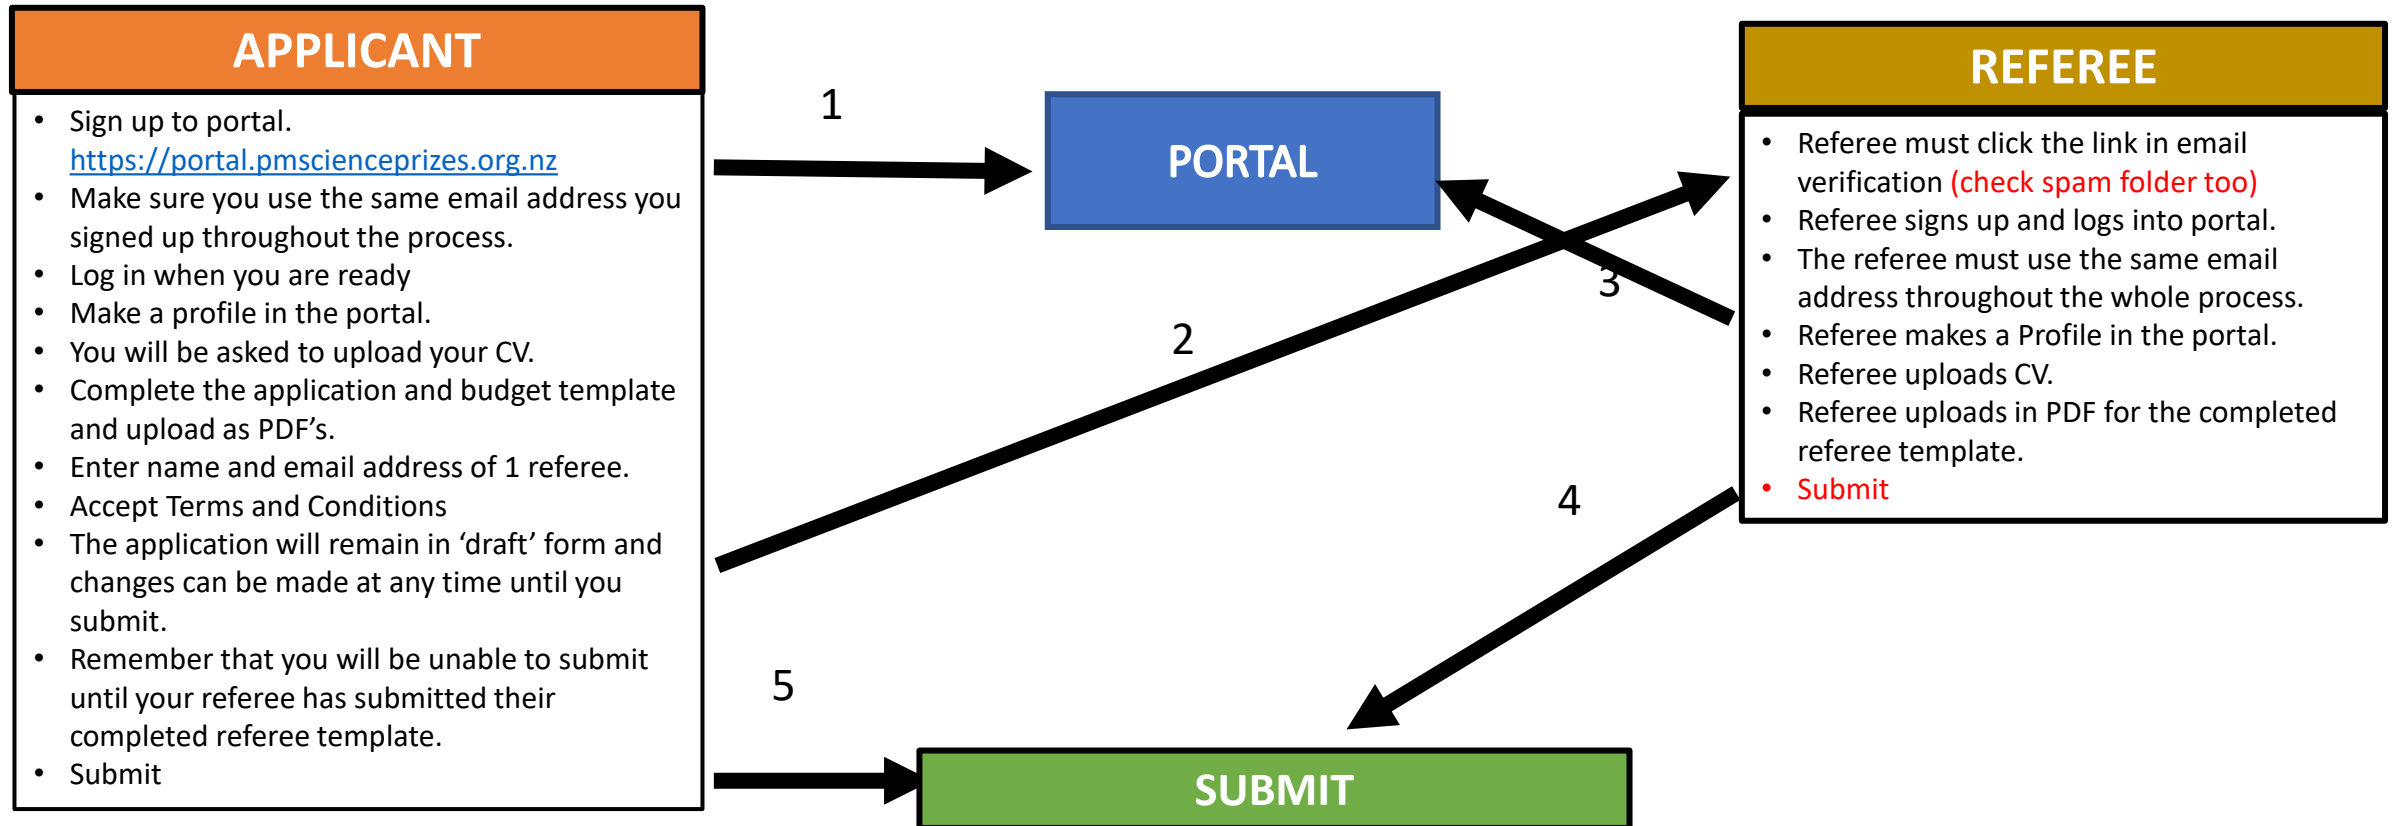 APPLICANT
• Sign up to portal.
https://portal.pmscienceprizes.org.nz
• Make sure you use the same email address you
signed up throughout the process.
• Log in when you are ready
• Make a profile in the portal.
• You will be asked to upload your CV.
• Complete the application and budget template
and upload as PDF’s.
• Enter name and email address of 1 referee.
• Accept Terms and Conditions
• The application will remain in ‘draft’ form and
changes can be made at any time until you
submit.
• Remember that you will be unable to submit
until your referee has submitted their
completed referee template.
• Submit
1
PORTAL
2
3
4
5
SUBMIT
REFEREE
• Referee must click the link in email
verification (check spam folder too)
• Referee signs up and logs into portal.
• The referee must use the same email
address throughout the whole process.
• Referee makes a Profile in the portal.
• Referee uploads CV.
• Referee uploads in PDF for the completed
referee template.
• Submit